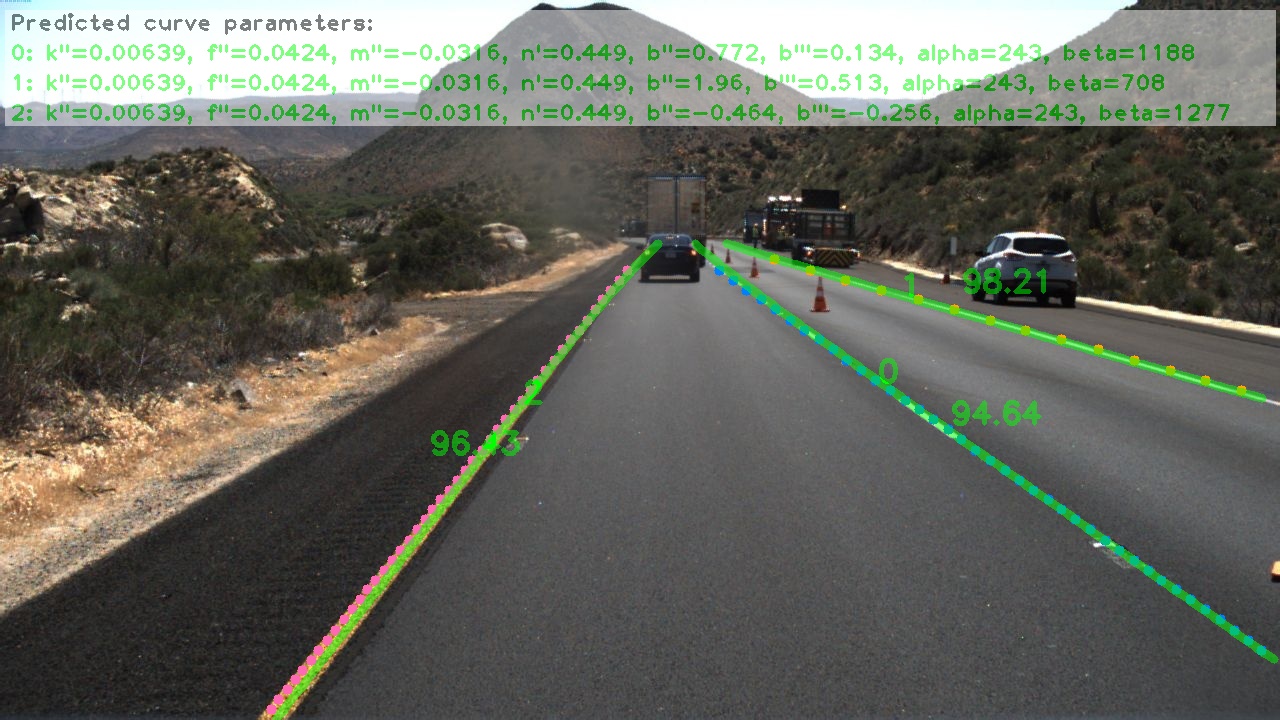 Predicted curve parameters:
0: k''=0.00639, f''=0.0424, m''=-0.0316, n'=0.449, b''=0.772, b'''=0.134, alpha=243, beta=1188
1: k''=0.00639, f''=0.0424, m''=-0.0316, n'=0.449, b''=1.96, b'''=0.513, alpha=243, beta=708
2: k''=0.00639, f''=0.0424, m''=-0.0316, n'=0.449, b''=-0.464, b'''=-0.256, alpha=243, beta=1277
1 98.21
0
2
94.64